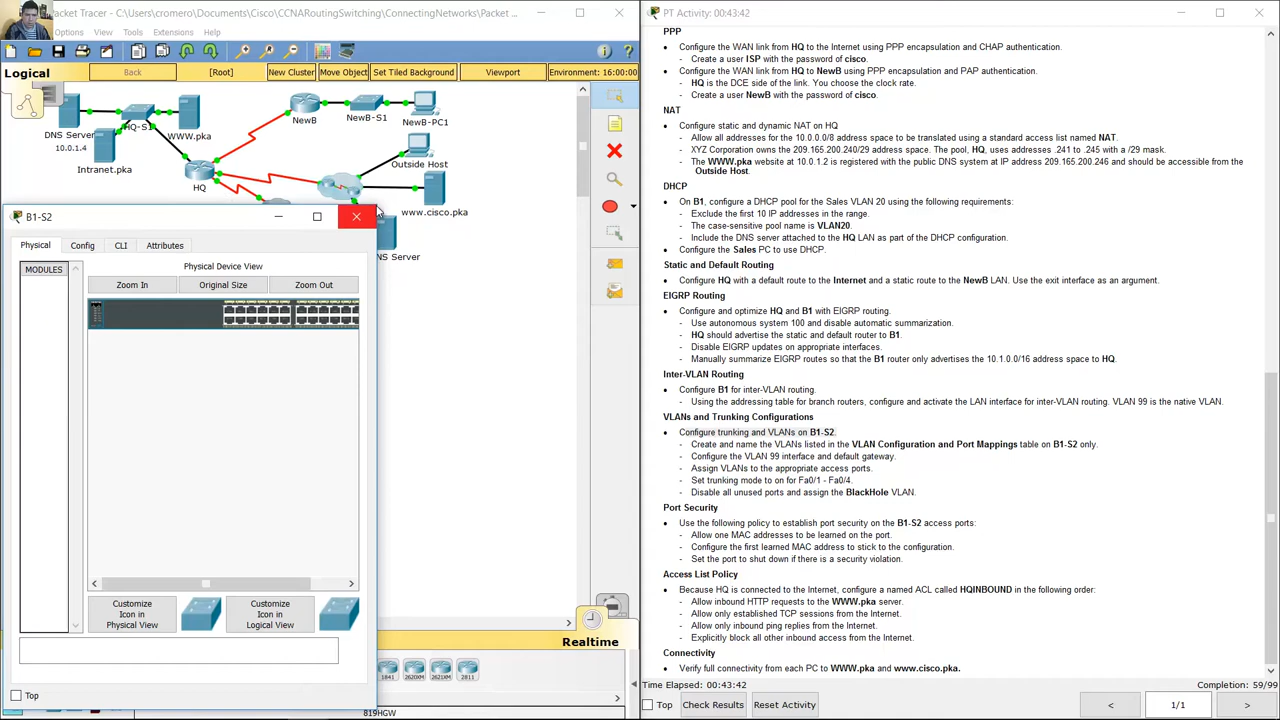 Packet Tracer - C:\Users\cromero\Documents\Cisco\CCNARoutingSwitching\ConnectingNetworks\Packet ...
Options View Tools Extensions Help
Logical Back [Root] New Cluster Move Object Set Tiled Background Viewport Environment: 16:00:00
DNS Server
10.0.1.4
HQ-S1
WWW.pka
Intranet.pka
HQ
NewB
NewB-S1
NewB-PC1
Outside Host
www.cisco.pka
NS Server
B1-S2
Physical Config CLI Attributes
MODULES
Physical Device View
Zoom In Original Size Zoom Out
Customize
Icon in
Physical View
Customize
Icon in
Logical View
Top
Realtime
1841 2620XM 2621XM 2811
819HGW
PT Activity: 00:43:42
PPP
• Configure the WAN link from HQ to the Internet using PPP encapsulation and CHAP authentication.
- Create a user ISP with the password of cisco.
• Configure the WAN link from HQ to NewB using PPP encapsulation and PAP authentication.
- HQ is the DCE side of the link. You choose the clock rate.
- Create a user NewB with the password of cisco.
NAT
• Configure static and dynamic NAT on HQ
- Allow all addresses for the 10.0.0.0/8 address space to be translated using a standard access list named NAT.
- XYZ Corporation owns the 209.165.200.240/29 address space. The pool, HQ, uses addresses .241 to .245 with a /29 mask.
- The WWW.pka website at 10.0.1.2 is registered with the public DNS system at IP address 209.165.200.246 and should be accessible from the
Outside Host.
DHCP
• On B1, configure a DHCP pool for the Sales VLAN 20 using the following requirements:
- Exclude the first 10 IP addresses in the range.
- The case-sensitive pool name is VLAN20.
- Include the DNS server attached to the HQ LAN as part of the DHCP configuration.
• Configure the Sales PC to use DHCP.
Static and Default Routing
• Configure HQ with a default route to the Internet and a static route to the NewB LAN. Use the exit interface as an argument.
EIGRP Routing
• Configure and optimize HQ and B1 with EIGRP routing.
- Use autonomous system 100 and disable automatic summarization.
- HQ should advertise the static and default router to B1.
- Disable EIGRP updates on appropriate interfaces.
- Manually summarize EIGRP routes so that the B1 router only advertises the 10.1.0.0/16 address space to HQ.
Inter-VLAN Routing
• Configure B1 for inter-VLAN routing.
- Using the addressing table for branch routers, configure and activate the LAN interface for inter-VLAN routing. VLAN 99 is the native VLAN.
VLANs and Trunking Configurations
• Configure trunking and VLANs on B1-S2.
- Create and name the VLANs listed in the VLAN Configuration and Port Mappings table on B1-S2 only.
- Configure the VLAN 99 interface and default gateway.
- Assign VLANs to the appropriate access ports.
- Set trunking mode to on for Fa0/1 - Fa0/4.
- Disable all unused ports and assign the BlackHole VLAN.
Port Security
• Use the following policy to establish port security on the B1-S2 access ports:
- Allow one MAC addresses to be learned on the port.
- Configure the first learned MAC address to stick to the configuration.
- Set the port to shut down if there is a security violation.
Access List Policy
• Because HQ is connected to the Internet, configure a named ACL called HQINBOUND in the following order:
- Allow inbound HTTP requests to the WWW.pka server.
- Allow only established TCP sessions from the Internet.
- Allow only inbound ping replies from the Internet.
- Explicitly block all other inbound access from the Internet.
Connectivity
• Verify full connectivity from each PC to WWW.pka and www.cisco.pka.
Time Elapsed: 00:43:42 Completion: 59/99
Top Check Results Reset Activity < 1/1 >